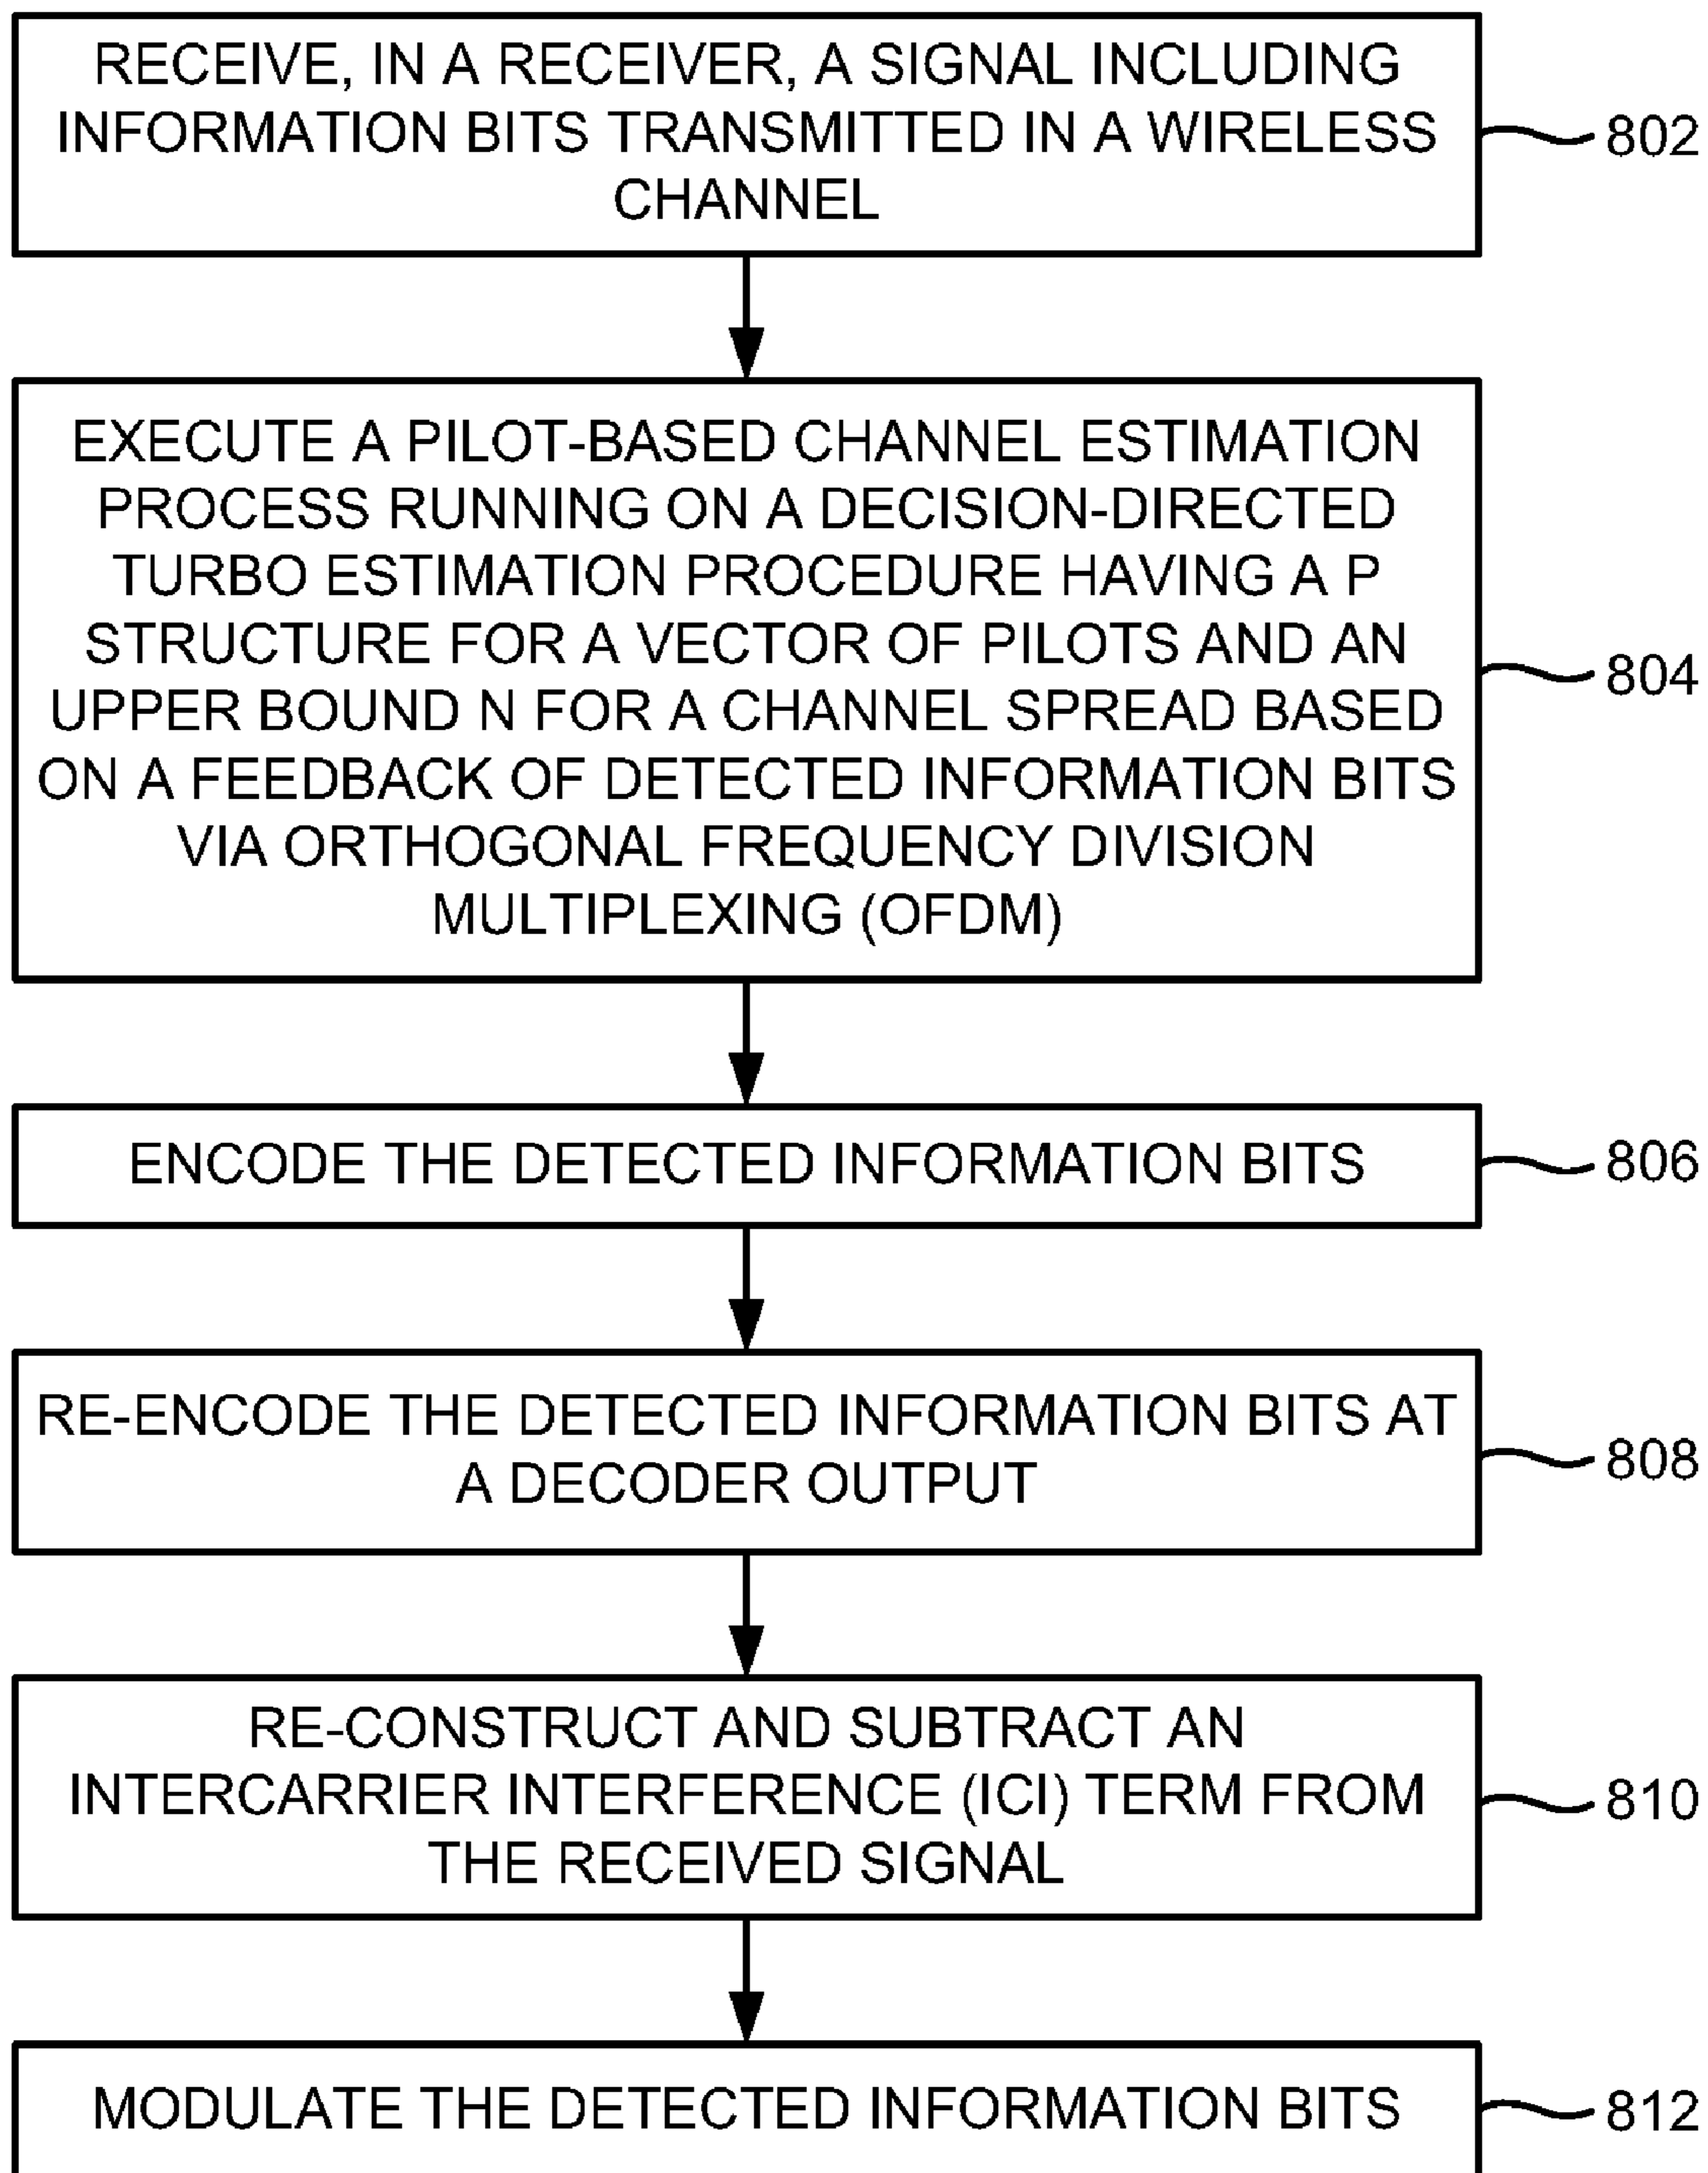 RECEIVE, IN A RECEIVER, A SIGNAL INCLUDING
INFORMATION BITS TRANSMITTED IN A WIRELESS
CHANNEL
802
EXECUTE A PILOT-BASED CHANNEL ESTIMATION
PROCESS RUNNING ON A DECISION-DIRECTED
TURBO ESTIMATION PROCEDURE HAVING A P
STRUCTURE FOR A VECTOR OF PILOTS AND AN
UPPER BOUND N FOR A CHANNEL SPREAD BASED
ON A FEEDBACK OF DETECTED INFORMATION BITS
VIA ORTHOGONAL FREQUENCY DIVISION
MULTIPLEXING (OFDM)
804
ENCODE THE DETECTED INFORMATION BITS
806
RE-ENCODE THE DETECTED INFORMATION BITS AT
A DECODER OUTPUT
808
RE-CONSTRUCT AND SUBTRACT AN
INTERCARRIER INTERFERENCE (ICI) TERM FROM
THE RECEIVED SIGNAL
810
MODULATE THE DETECTED INFORMATION BITS
812